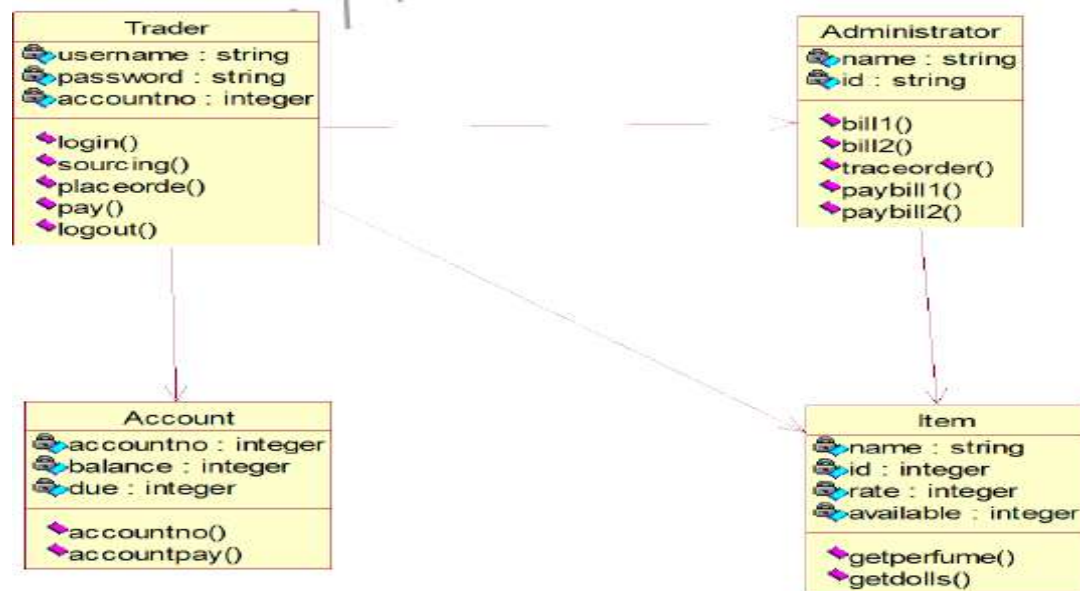 Trader
username : string
password : string
accountno : integer
login()
sourcing()
placeorde()
pay()
logout()
Administrator
name : string
id : string
bill1()
bill2()
traceorder()
paybill1()
paybill2()
Account
accountno : integer
balance : integer
due : integer
accountno()
accountpay()
Item
name : string
id : integer
rate : integer
available : integer
getperfume()
getdolls()